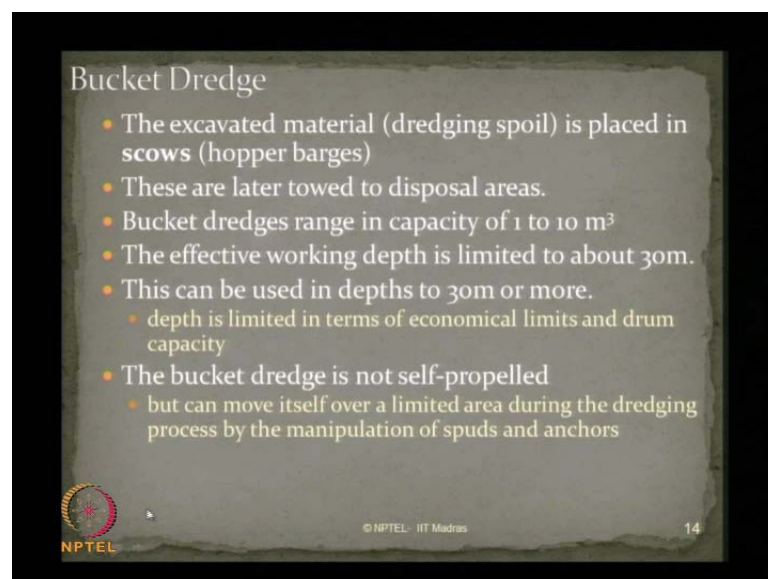 Bucket Dredge
• The excavated material (dredging spoil) is placed in
scows (hopper barges)
• These are later towed to disposal areas.
• Bucket dredges range in capacity of 1 to 10 m³
• The effective working depth is limited to about 30m.
• This can be used in depths to 30m or more.
• depth is limited in terms of economical limits and drum
capacity
• The bucket dredge is not self-propelled
• but can move itself over a limited area during the dredging
process by the manipulation of spuds and anchors
NPTEL
© NPTEL - IIT Madras
14